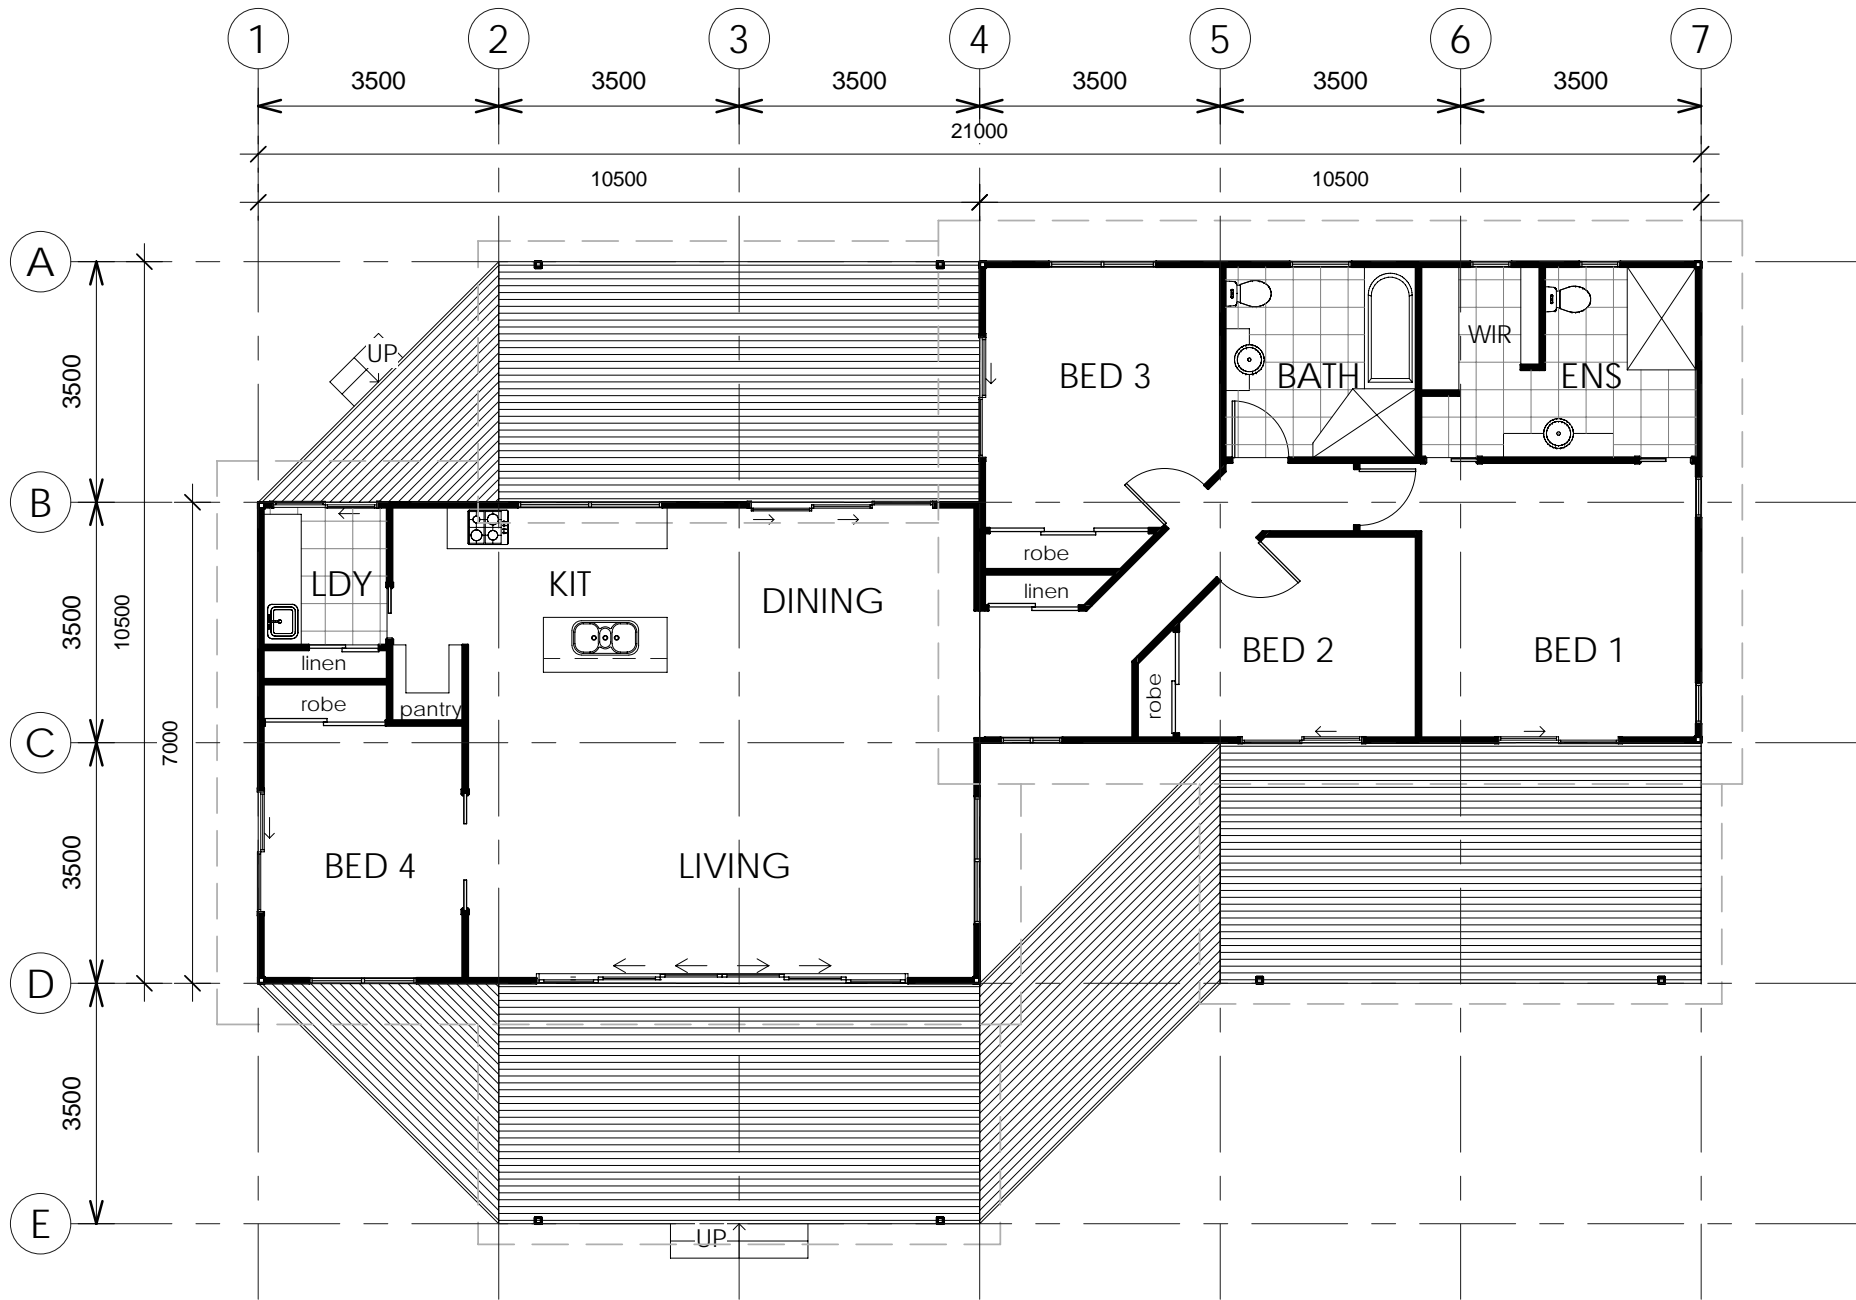 1 2 3 4 5 6 7
3500 3500 3500 3500 3500 3500
21000
10500 10500
A
UP
WIR
3500
BED 3 BATH ENS
B
robe
LDY KIT linen
3500 10500 DINING
BED 2 BED 1
linen
robe
robe pantry
C
7000
3500 BED 4 LIVING
D
3500
E
UP